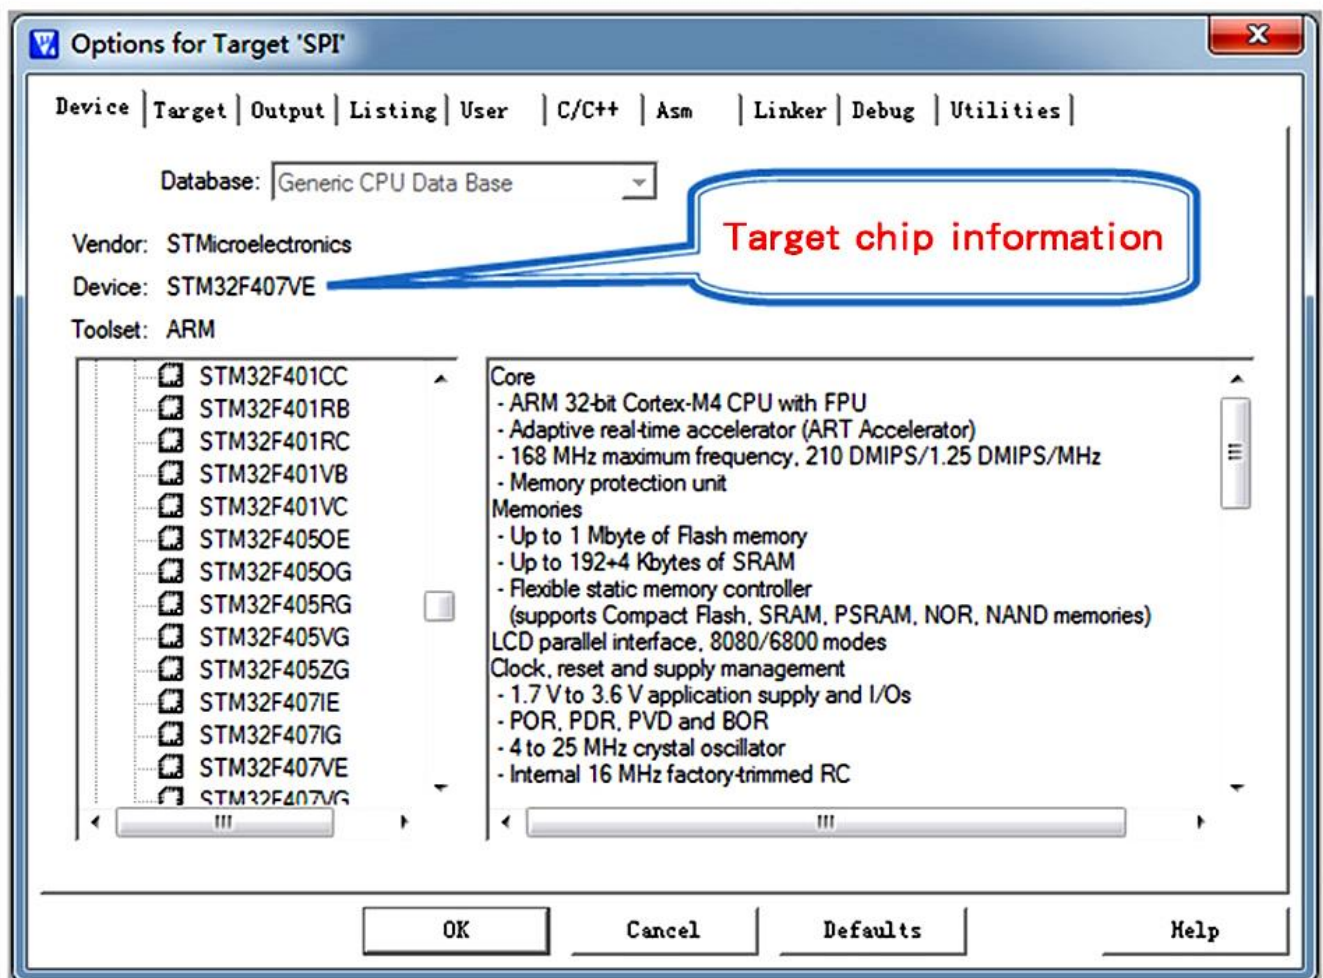 Options for Target 'SPI'
Device Target Output Listing User C/C++ Asm Linker Debug Utilities
Database: Generic CPU Data Base
Target chip information
Vendor: STMicroelectronics
Device: STM32F407VE
Toolset: ARM
STM32F401CC
STM32F401RB
STM32F401RC
STM32F401VB
STM32F401VC
STM32F405OE
STM32F405OG
STM32F405RG
STM32F405VG
STM32F405ZG
STM32F407IE
STM32F407IG
STM32F407VE
STM32F407VG
Core
- ARM 32-bit Cortex-M4 CPU with FPU
- Adaptive real-time accelerator (ART Accelerator)
- 168 MHz maximum frequency, 210 DMIPS/1.25 DMIPS/MHz
- Memory protection unit
Memories
- Up to 1 Mbyte of Flash memory
- Up to 192+4 Kbytes of SRAM
- Flexible static memory controller
(supports Compact Flash, SRAM, PSRAM, NOR, NAND memories)
LCD parallel interface, 8080/6800 modes
Clock, reset and supply management
- 1.7 V to 3.6 V application supply and I/Os
- POR, PDR, PVD and BOR
- 4 to 25 MHz crystal oscillator
- Internal 16 MHz factory-trimmed RC
OK Cancel Defaults Help